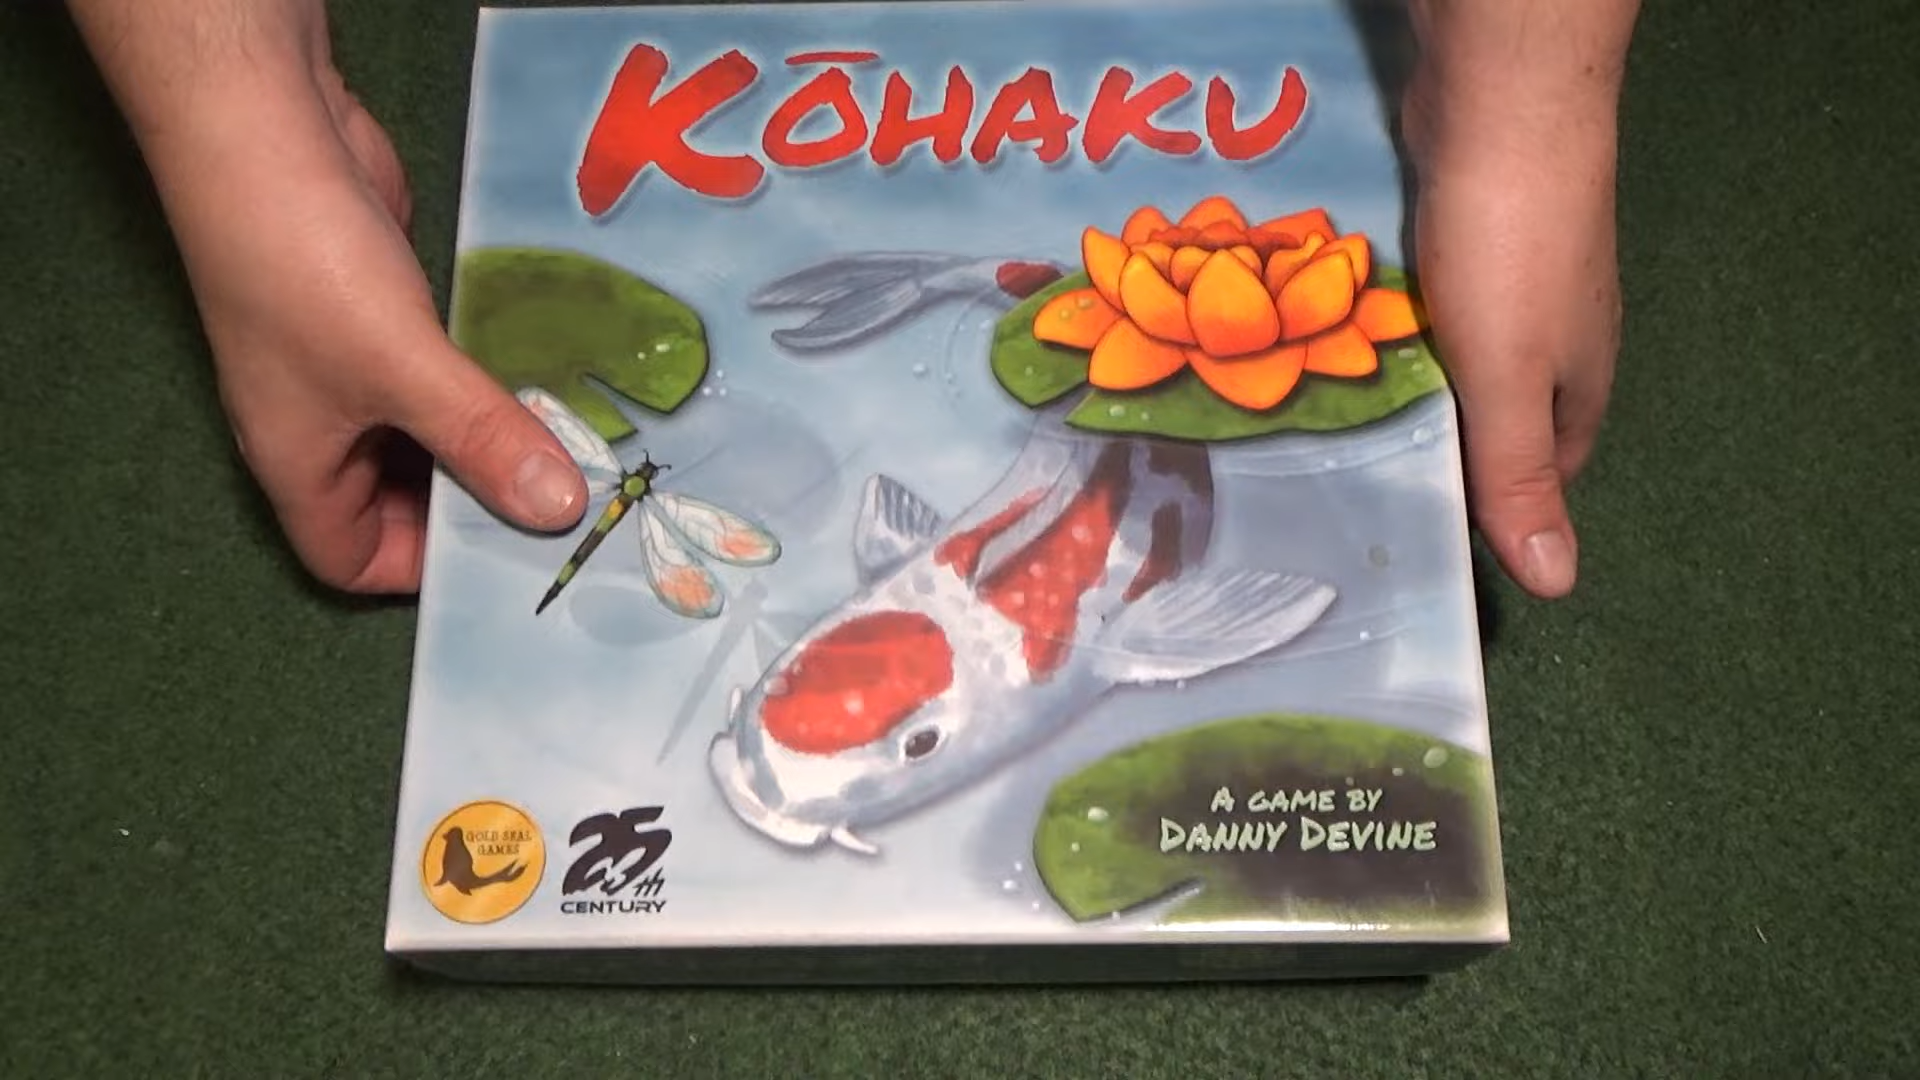 KŌHAKU
A GAME BY
DANNY DEVINE
GOLD SEAL
GAMES
25th
CENTURY